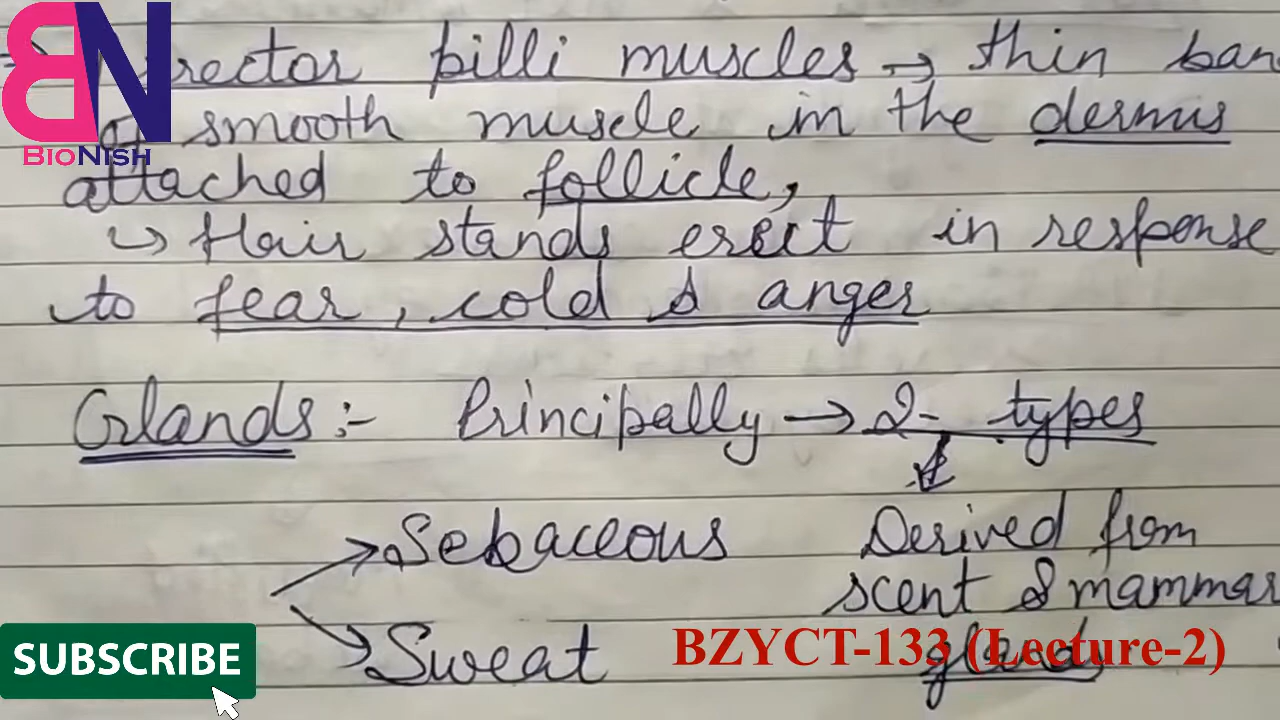 BN
BIONISH
rector pilli muscles → thin ban
of smooth muscle in the dermis
attached to follicle,
↳ Hair stands erect in response
to fear, cold & anger
Glands :- Principally → 2- types
Sebaceous
Derived from
scent & mammar
Sweat
glands
BZYCT-133 (Lecture-2)
SUBSCRIBE